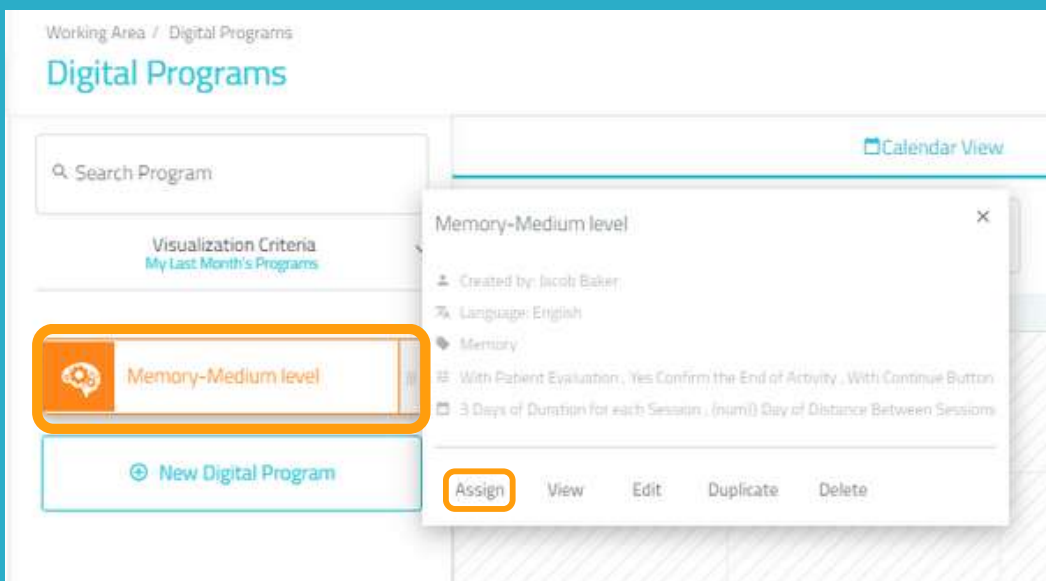 Working Area / Digital Programs
Digital Programs
Search Program
Calendar View
Visualization Criteria
My Last Month's Programs
Memory-Medium level
New Digital Program
Memory-Medium level
Created by: Jacob Baker
Language: English
Memory
With Patient Evaluation , Yes Confirm the End of Activity , With Continue Button
3 Days of Duration for each Session , (num)) Day of Distance Between Sessions
Assign View Edit Duplicate Delete